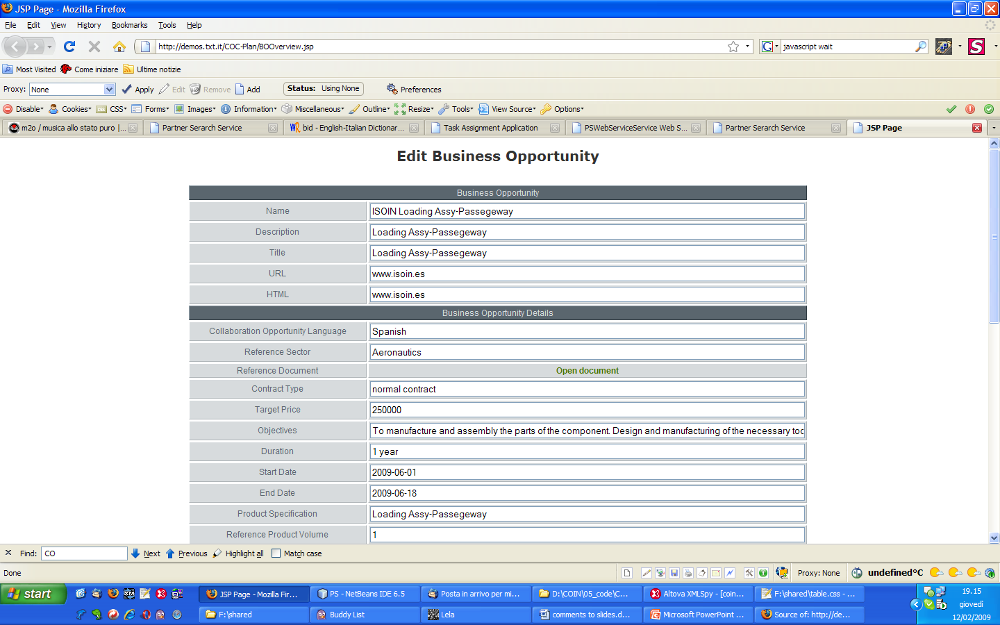 JSP Page - Mozilla Firefox
File Edit View History Bookmarks Tools Help
http://demos.txt.it/COC-Plan/BOOverview.jsp
G javascript wait
S
Most Visited Come iniziare Ultime notizie
Proxy: None Apply Edit Remove Add Status: Using None Preferences
Disable Cookies CSS Forms Images Information Miscellaneous Outline Resize Tools View Source Options
m2o / musica allo stato puro |... Partner Serarch Service bid - English-Italian Dictionar... Task Assignment Application PSWebServiceService Web S... Partner Serarch Service JSP Page
Edit Business Opportunity
Business Opportunity
Name ISOIN Loading Assy-Passegeway
Description Loading Assy-Passegeway
Title Loading Assy-Passegeway
URL www.isoin.es
HTML www.isoin.es
Business Opportunity Details
Collaboration Opportunity Language Spanish
Reference Sector Aeronautics
Reference Document Open document
Contract Type normal contract
Target Price 250000
Objectives To manufacture and assembly the parts of the component. Design and manufacturing of the necessary too
Duration 1 year
Start Date 2009-06-01
End Date 2009-06-18
Product Specification Loading Assy-Passegeway
Reference Product Volume 1
Find: CO Next Previous Highlight all Match case
Done Proxy: None undefined°C
start JSP Page - Mozilla Fir... PS - NetBeans IDE 6.5 Posta in arrivo per mi... D:\COIN\05_code\C... Altova XMLSpy - [coin... F:\shared\table.css - ... 19.15
giovedì
F:\shared Buddy List Lela comments to slides.d... Microsoft PowerPoint ... Source of: http://de... 12/02/2009